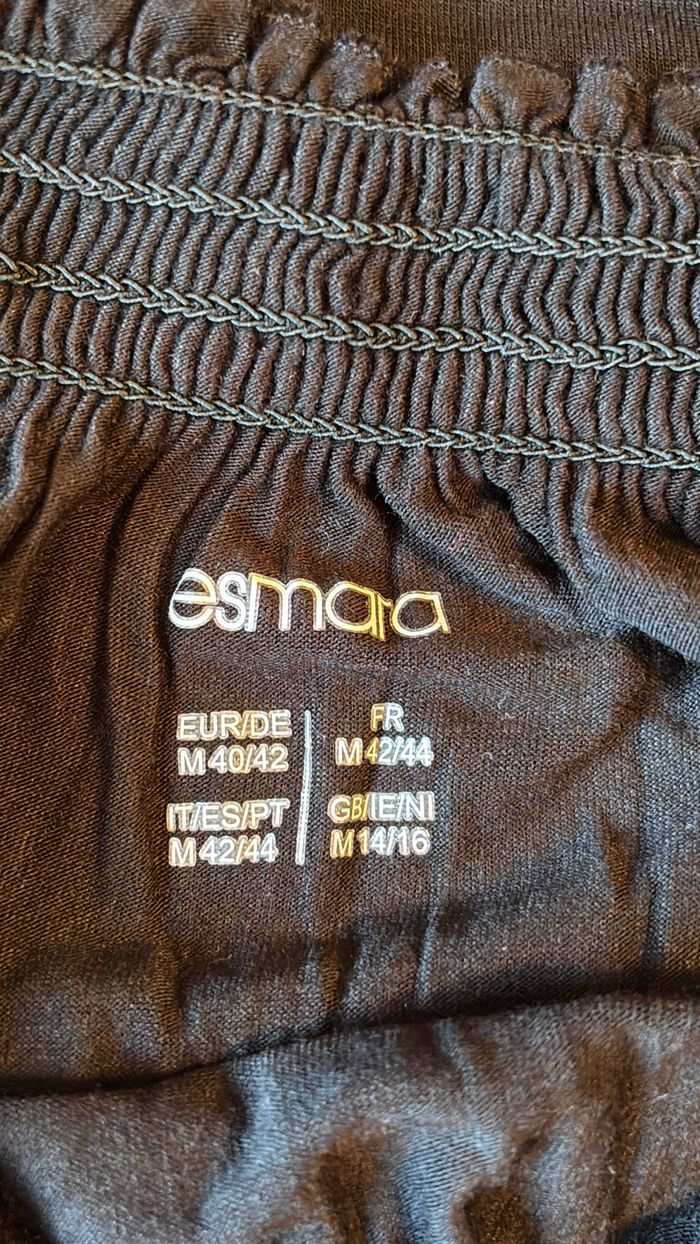 esmara
EUR/DE
M 40/42
FR
M 42/44
IT/ES/PT
M 42/44
GB/IE/NI
M 14/16